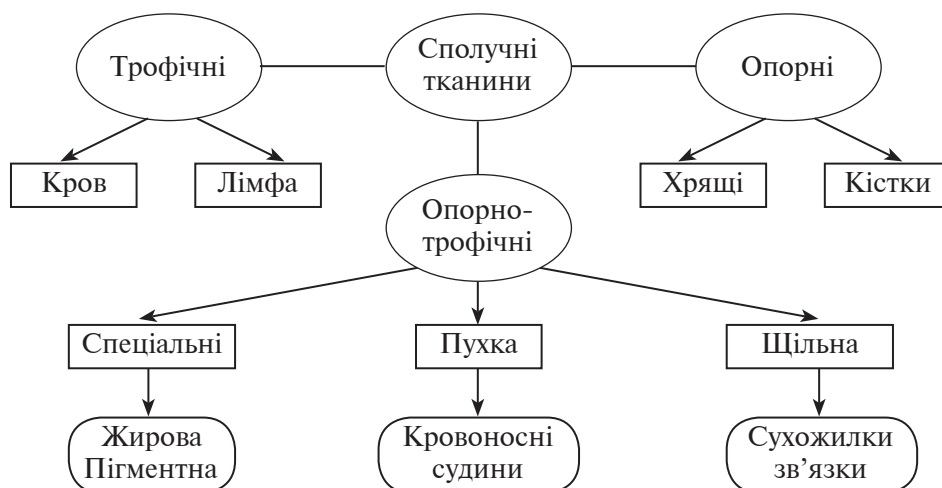 Трофічні
Сполучні
тканини
Опорні
Кров
Лімфа
Хрящі
Кістки
Опорно-
трофічні
Спеціальні
Пухка
Щільна
Жирова
Пігментна
Кровоносні
судини
Сухожилки
зв’язки